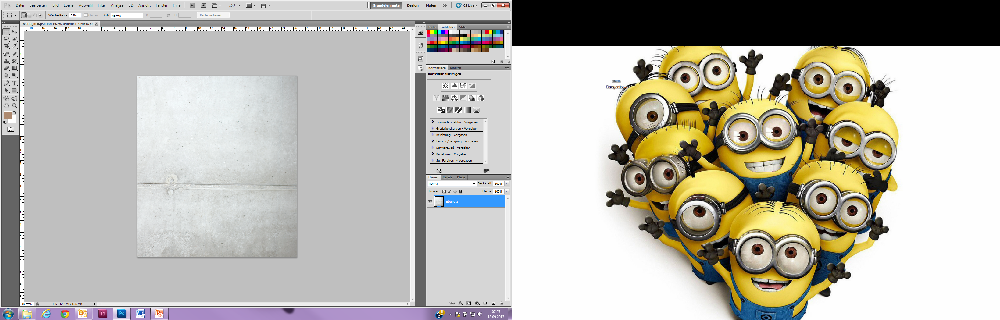 Ps Datei Bearbeiten Bild Ebene Auswahl Filter Analyse 3D Ansicht Fenster Hilfe Br Mb 16,7 Grundelemente Design Malen CS Live
Weiche Kante: 0 Px Glätten Art: Normal B: H: Kante verbessern...
Wand_hell.psd bei 16,7% (Ebene 1, CMYK/8)
18 16 14 12 10 8 6 4 2 0 2 4 6 8 10 12 14 16 18 20 22 24 26 28 30 32 34 36 38 40 42 44
Farbe Farbfelder Stile
Korrekturen Masken
Korrektur hinzufügen
Tonwertkorrektur - Vorgaben
Gradationskurven - Vorgaben
Belichtung - Vorgaben
Farbton/Sättigung - Vorgaben
Schwarzweiß - Vorgaben
Kanalmixer - Vorgaben
Sel. Farbkorr. - Vorgaben
Ebenen Kanäle Pfade
Normal Deckkraft: 100%
Fixieren: Fläche: 100%
Ebene 1
fx
16,67% Dok: 42,7 MB/39,6 MB
Id Ps W P
07:53
18.09.2013
Europaeisc...